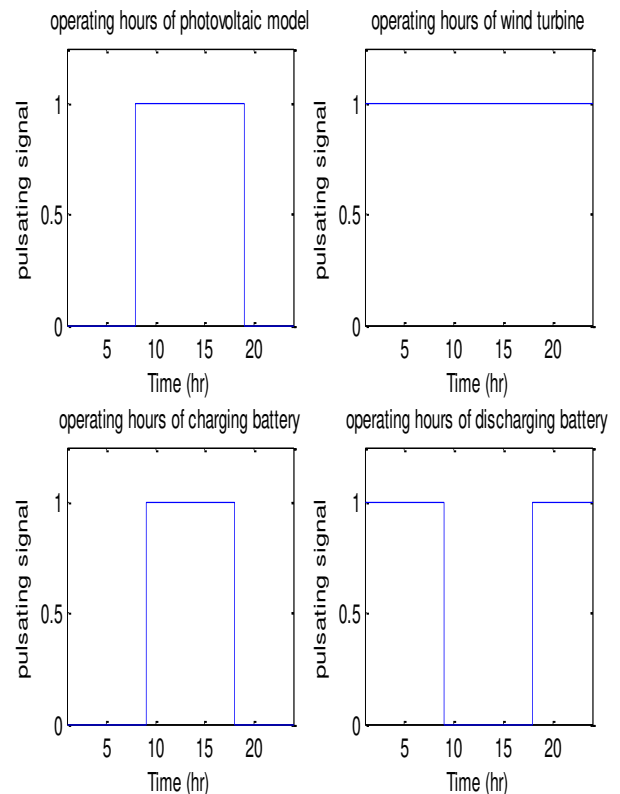 operating hours of photovoltaic model
pulsating signal
1
0.5
0
5 10 15 20
Time (hr)
operating hours of wind turbine
pulsating signal
1
0.5
0
5 10 15 20
Time (hr)
operating hours of charging battery
pulsating signal
1
0.5
0
5 10 15 20
Time (hr)
operating hours of discharging battery
pulsating signal
1
0.5
0
5 10 15 20
Time (hr)